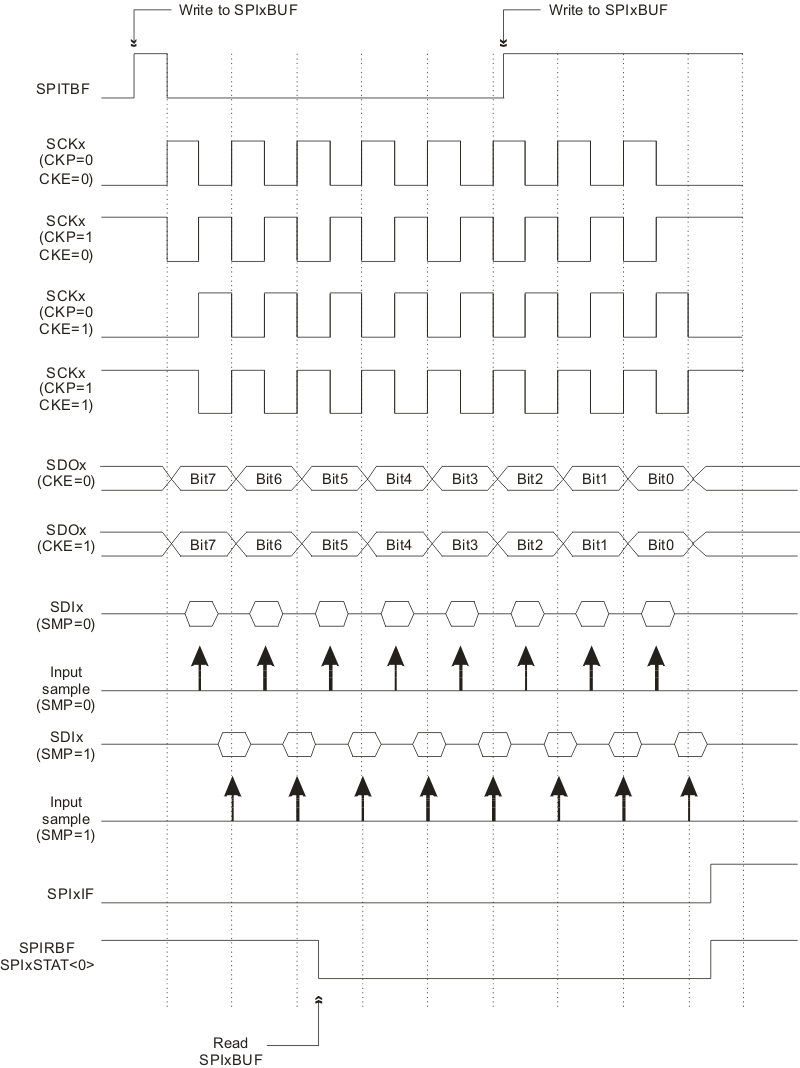 Write to SPIxBUF
Write to SPIxBUF
SPITBF
SCKx
(CKP=0
CKE=0)
SCKx
(CKP=1
CKE=0)
SCKx
(CKP=0
CKE=1)
SCKx
(CKP=1
CKE=1)
SDOx
(CKE=0)
Bit7 Bit6 Bit5 Bit4 Bit3 Bit2 Bit1 Bit0
SDOx
(CKE=1)
Bit7 Bit6 Bit5 Bit4 Bit3 Bit2 Bit1 Bit0
SDIx
(SMP=0)
Input
sample
(SMP=0)
SDIx
(SMP=1)
Input
sample
(SMP=1)
SPIxIF
SPIRBF
SPIxSTAT<0>
Read
SPIxBUF